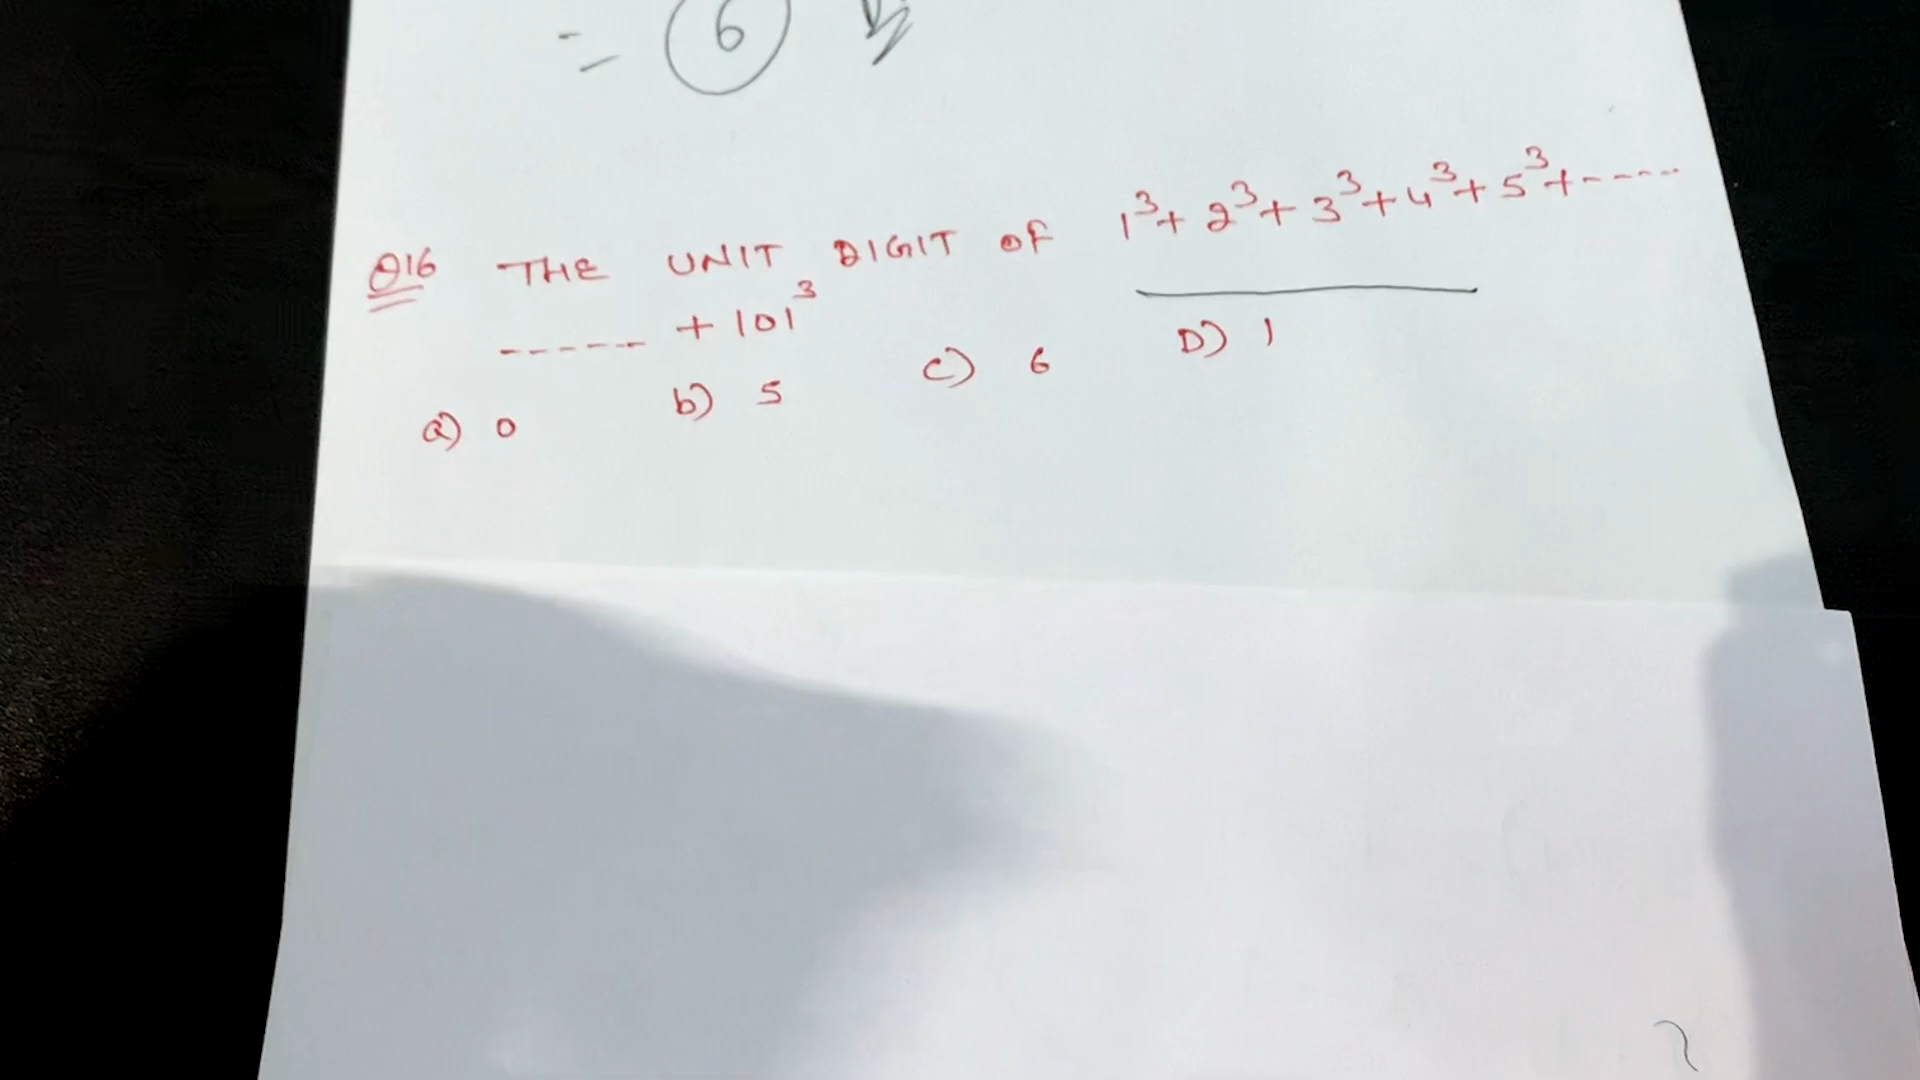 = 6
Q16 THE UNIT DIGIT OF 1³+ 2³+ 3³+ 4³+ 5³+-----
------ + 101³
a) 0 b) 5 c) 6 D) 1